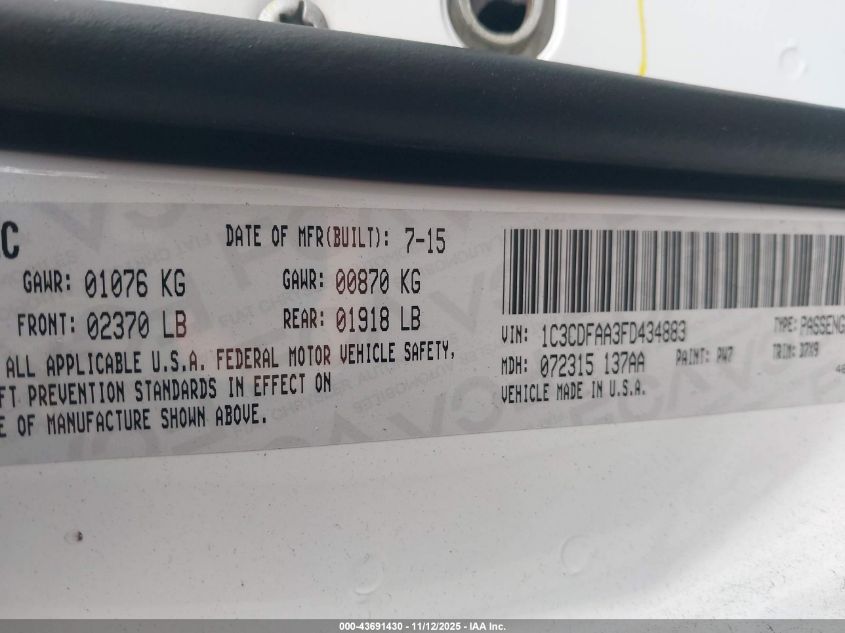 C
DATE OF MFR(BUILT): 7-15
GAWR: 01076 KG GAWR: 00870 KG
FRONT: 02370 LB REAR: 01918 LB
ALL APPLICABLE U.S.A. FEDERAL MOTOR VEHICLE SAFETY,
FT PREVENTION STANDARDS IN EFFECT ON
E OF MANUFACTURE SHOWN ABOVE.
VIN: 1C3CDFAA3FD434883 TYPE: PASSENG
MDH: 072315 137AA PAINT: PW7 TRIM: D7X9
VEHICLE MADE IN U.S.A.
000-43691430 - 11/12/2025 - IAA Inc.